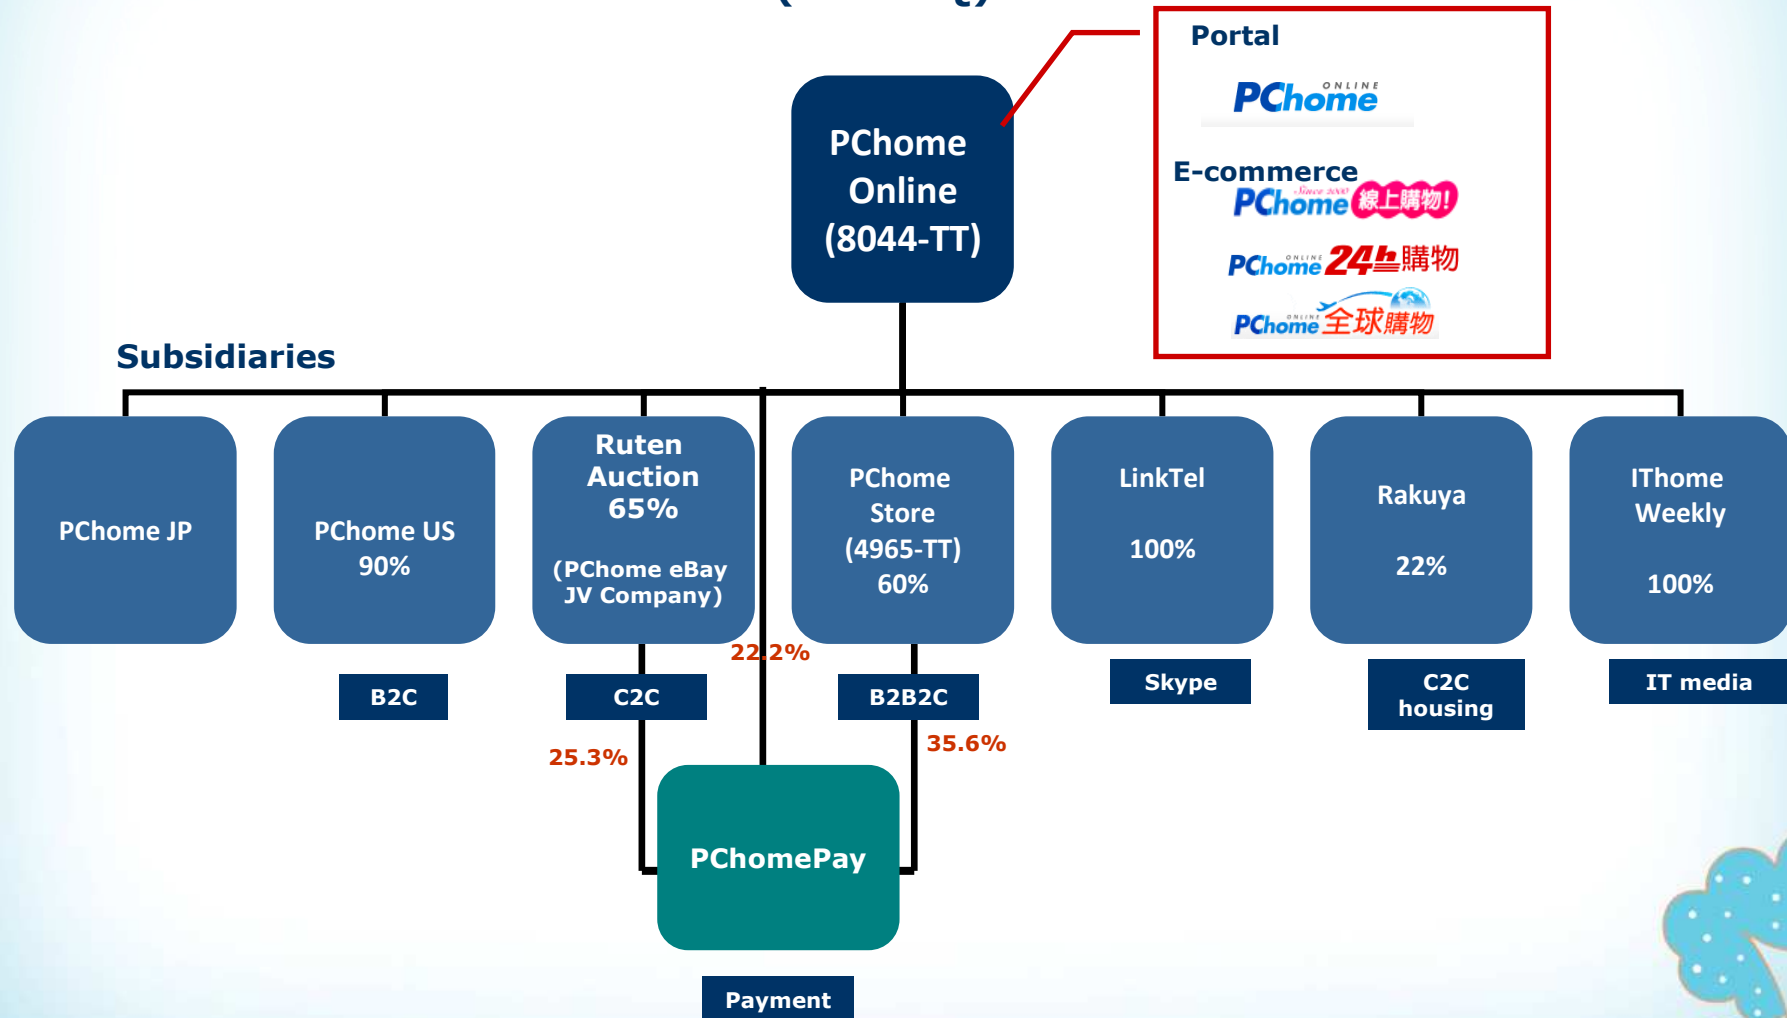 Portal
PChome ONLINE
E-commerce
Since 2000
PChome 線上購物!
PChome ONLINE 24h購物
PChome ONLINE 全球購物
PChome
Online
(8044-TT)
Subsidiaries
PChome JP
PChome US
90%
Ruten
Auction
65%
(PChome eBay
JV Company)
PChome
Store
(4965-TT)
60%
LinkTel
100%
Rakuya
22%
IThome
Weekly
100%
22.2%
B2C
C2C
B2B2C
Skype
C2C
housing
IT media
25.3%
35.6%
PChomePay
Payment